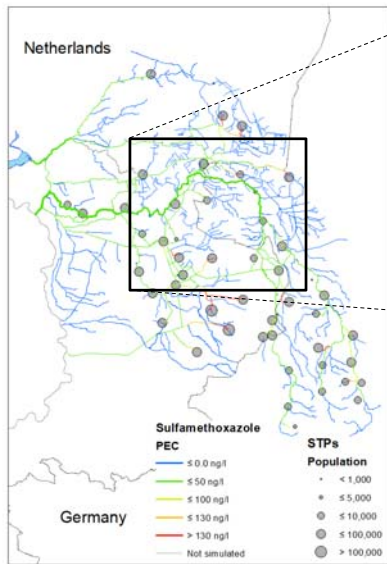 Netherlands
Sulfamethoxazole
PEC
≤ 0.0 ng/l
≤ 50 ng/l
≤ 100 ng/l
≤ 130 ng/l
> 130 ng/l
Not simulated
STPs
Population
< 1,000
≤ 5,000
≤ 10,000
≤ 100,000
> 100,000
Germany